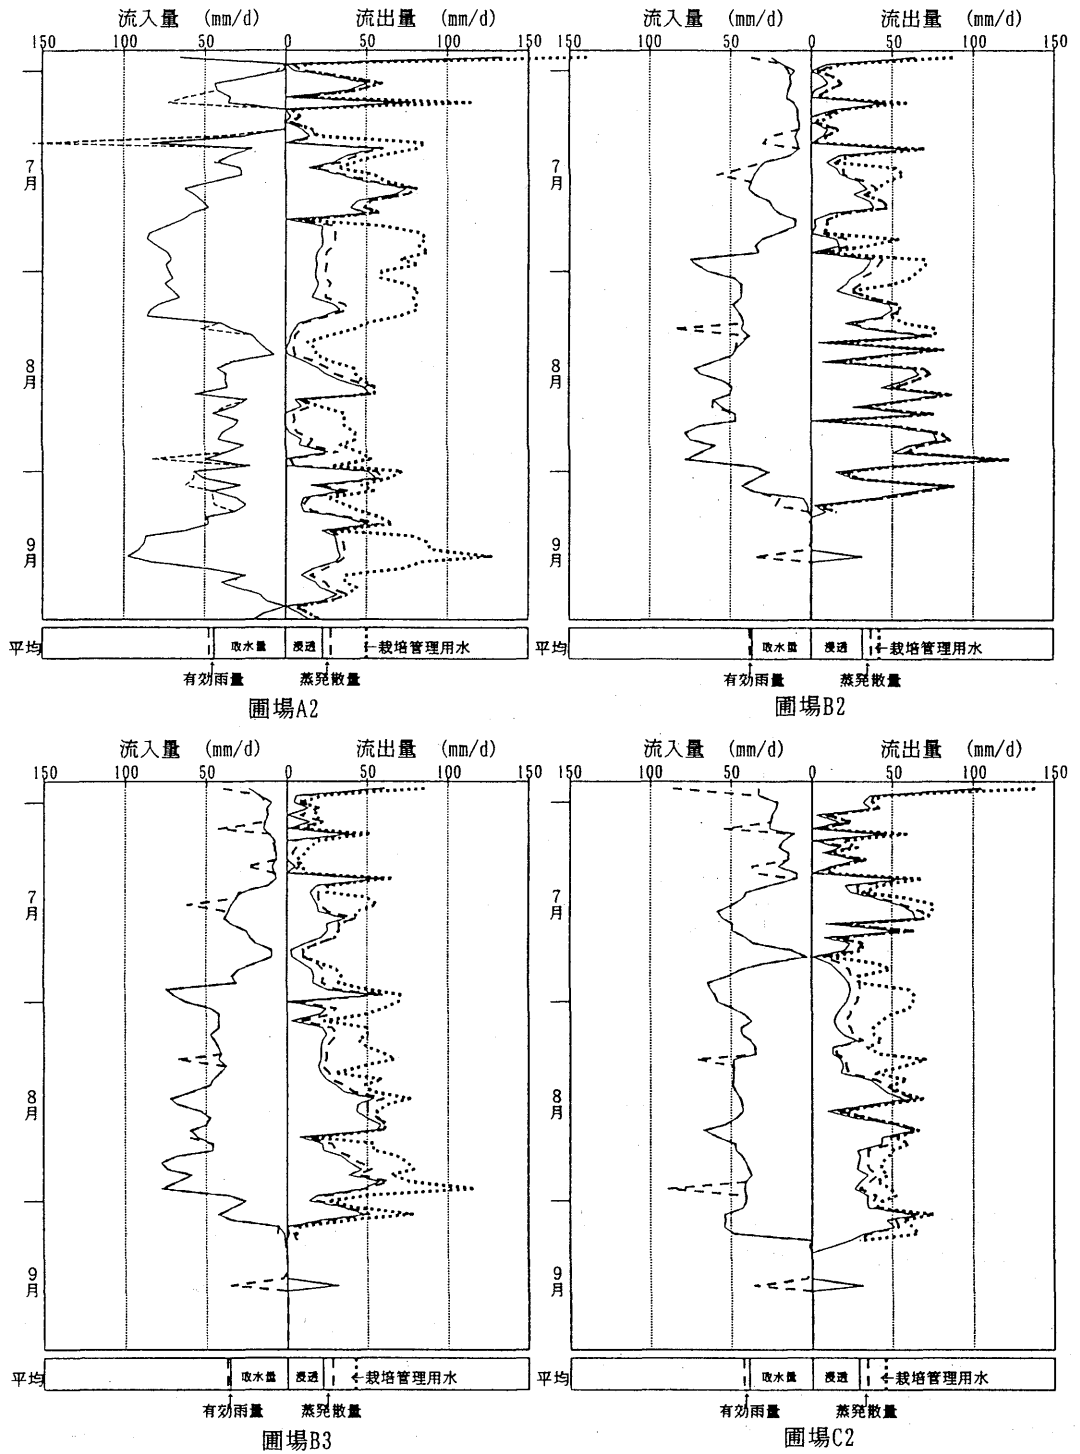 流入量 (mm/d) 流出量 (mm/d)
150 100 50 0 50 100 150
7月
8月
9月
平均 取水量 浸透 ←栽培管理用水
有効雨量 蒸発散量
圃場A2
流入量 (mm/d) 流出量 (mm/d)
150 100 50 0 50 100 150
7月
8月
9月
平均 取水量 浸透 ←栽培管理用水
有効雨量 蒸発散量
圃場B2
流入量 (mm/d) 流出量 (mm/d)
150 100 50 0 50 100 150
7月
8月
9月
平均 取水量 浸透 ←栽培管理用水
有効雨量 蒸発散量
圃場B3
流入量 (mm/d) 流出量 (mm/d)
150 100 50 0 50 100 150
7月
8月
9月
平均 取水量 浸透 ←栽培管理用水
有効雨量 蒸発散量
圃場C2